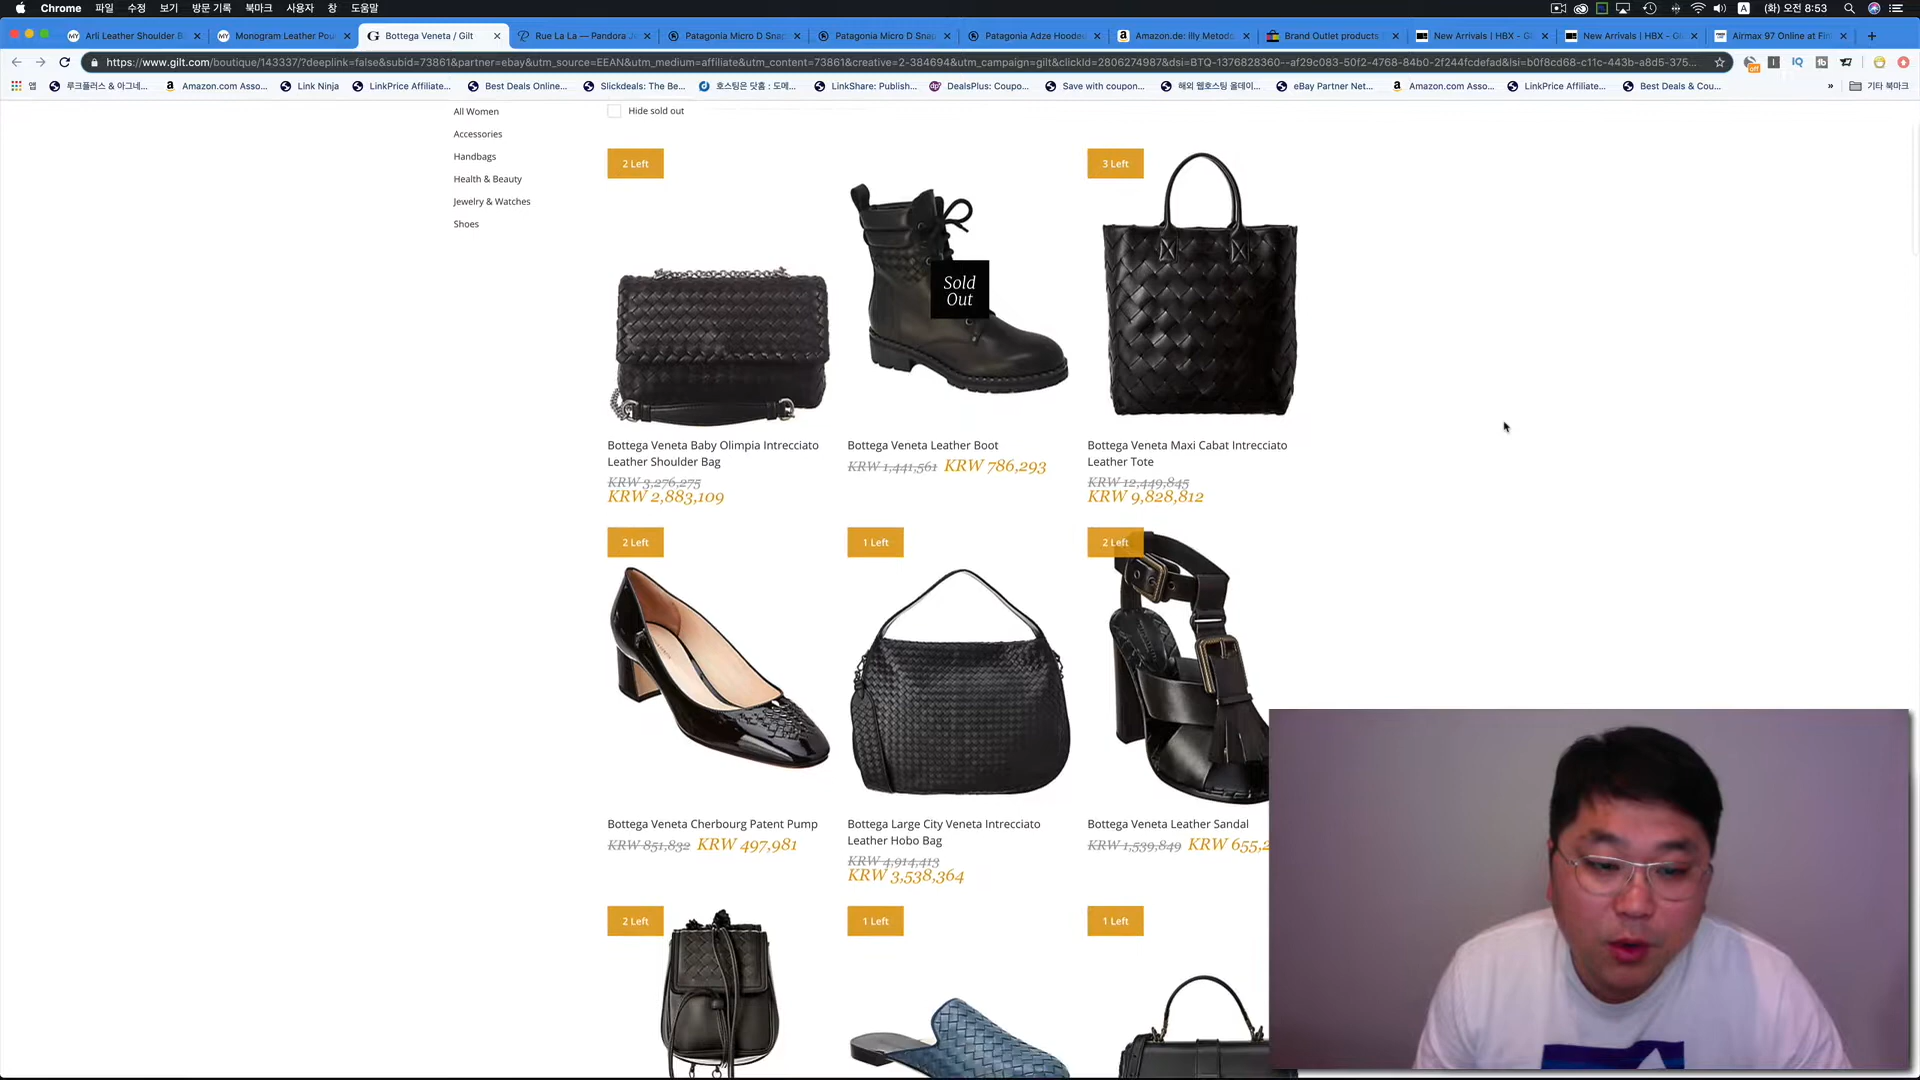 Chrome 파일 수정 보기 방문 기록 북마크 사용자 창 도움말 A (화) 오전 8:53
Arli Leather Shoulder B
Monogram Leather Pou
Bottega Veneta / Gilt
Rue La La — Pandora J
Patagonia Micro D Snap
Patagonia Micro D Snap
Patagonia Adze Hooded
Amazon.de: illy Metodo
Brand Outlet products
New Arrivals | HBX - Gl
New Arrivals | HBX - Gl
Airmax 97 Online at Fin
https://www.gilt.com/boutique/143337/?deeplink=false&subid=73861&partner=ebay&utm_source=EEAN&utm_medium=affiliate&utm_content=73861&creative=2-384694&utm_campaign=gilt&clickId=2806274987&dsi=BTQ-1376828360--af29c083-50f2-4768-84b0-2f244fcdefad&lsi=b0f8cd68-c11c-443b-a8d5-375...
앱 루크플러스 & 아그네... Amazon.com Asso... Link Ninja LinkPrice Affiliate... Best Deals Online... Slickdeals: The Be... 호스팅은 닷홈 : 도메... LinkShare: Publish... DealsPlus: Coupo... Save with coupon... 해외 웹호스팅 올데이... eBay Partner Net... Amazon.com Asso... LinkPrice Affiliate... Best Deals & Cou... » 기타 북마크
All Women
Accessories
Handbags
Health & Beauty
Jewelry & Watches
Shoes
Hide sold out
2 Left
Sold
Out
3 Left
Bottega Veneta Baby Olimpia Intrecciato
Leather Shoulder Bag
KRW 3,276,275
KRW 2,883,109
Bottega Veneta Leather Boot
KRW 1,441,561 KRW 786,293
Bottega Veneta Maxi Cabat Intrecciato
Leather Tote
KRW 12,449,845
KRW 9,828,812
2 Left
1 Left
2 Left
Bottega Veneta Cherbourg Patent Pump
KRW 851,832 KRW 497,981
Bottega Large City Veneta Intrecciato
Leather Hobo Bag
KRW 4,914,413
KRW 3,538,364
Bottega Veneta Leather Sandal
KRW 1,539,849 KRW 655,2
2 Left
1 Left
1 Left